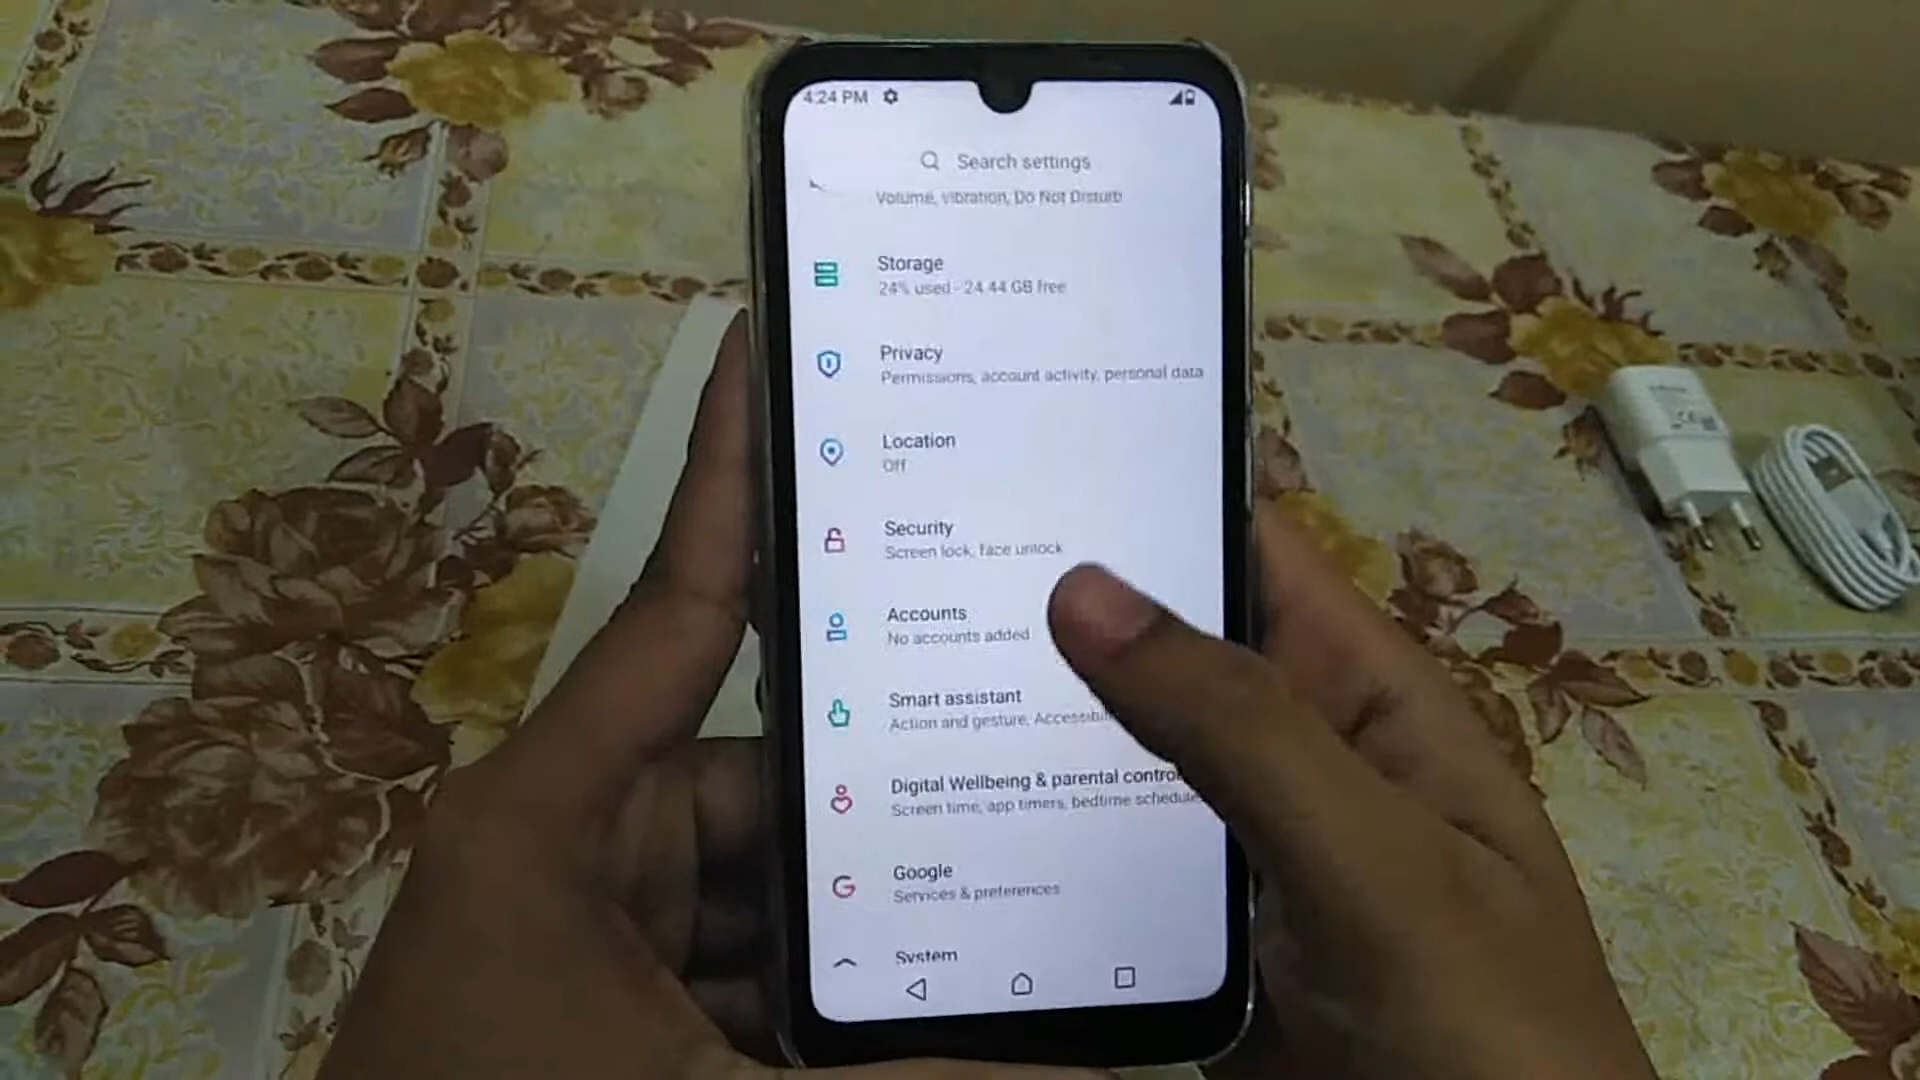 4:24 PM
Search settings
Volume, vibration, Do Not Disturb
Storage
24% used - 24.44 GB free
Privacy
Permissions, account activity, personal data
Location
Off
Security
Screen lock, face unlock
Accounts
No accounts added
Smart assistant
Action and gesture, Accessibi
Digital Wellbeing & parental contro
Screen time, app timers, bedtime schedule
Google
Services & preferences
System